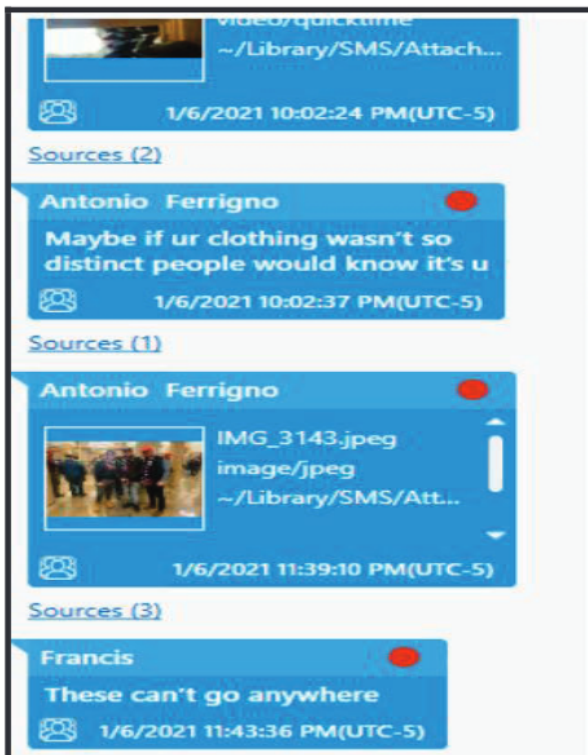 video/quicktime
~/Library/SMS/Attach...
1/6/2021 10:02:24 PM(UTC-5)
Sources (2)
Antonio Ferrigno
Maybe if ur clothing wasn't so
distinct people would know it's u
1/6/2021 10:02:37 PM(UTC-5)
Sources (1)
Antonio Ferrigno
IMG_3143.jpeg
image/jpeg
~/Library/SMS/Att...
1/6/2021 11:39:10 PM(UTC-5)
Sources (3)
Francis
These can't go anywhere
1/6/2021 11:43:36 PM(UTC-5)